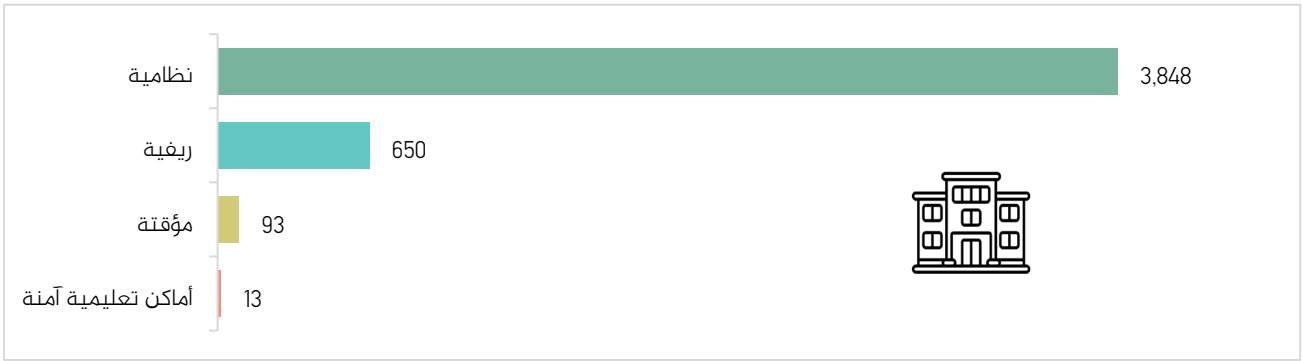 نظامية 3,848
ريفية 650
مؤقتة 93
أماكن تعليمية آمنة 13